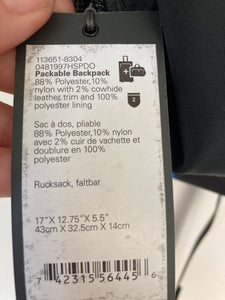 113651-8304
0481997HSPDO
Packable Backpack
88% Polyester,10%
nylon with 2% cowhide
leather trim and 100%
polyester lining
2
Sac à dos, pliable
88% Polyester,10% nylon
avec 2% cuir de vachette et
doublure en 100%
polyester
Rucksack, faltbar
17"X 12.75"X 5.5"
43cm X 32.5cm X 14cm
7 42315 56445 6